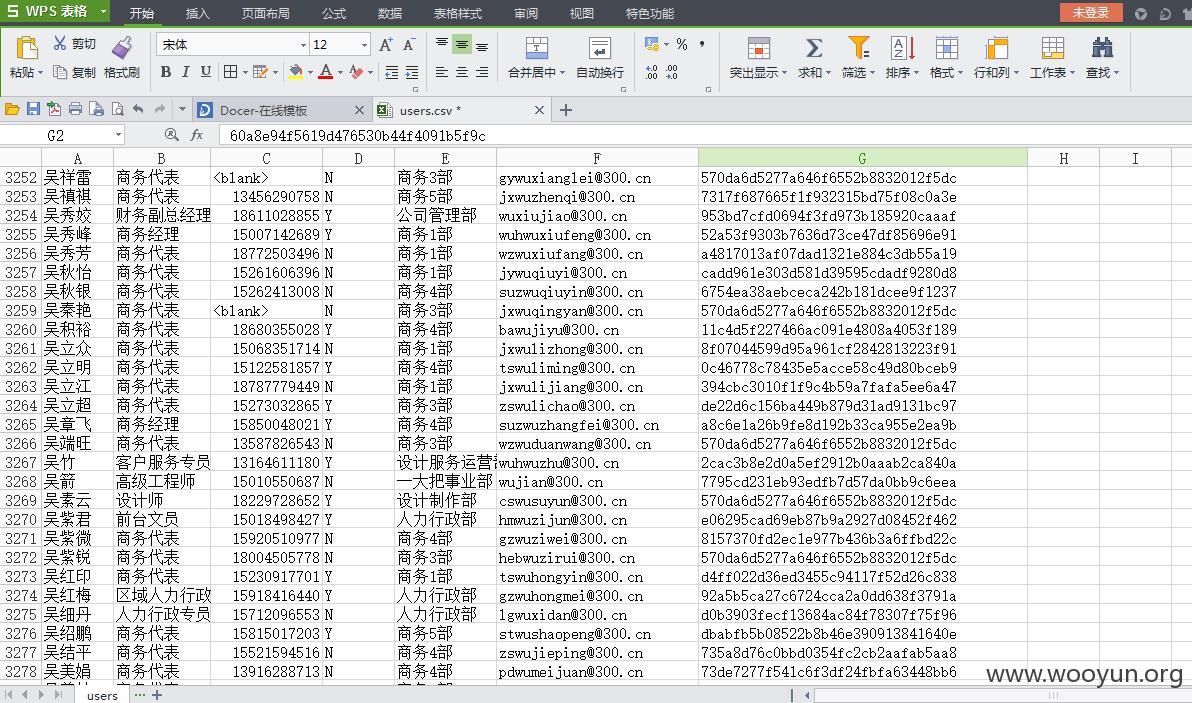 S WPS 表格 开始 插入 页面布局 公式 数据 表格样式 审阅 视图 特色功能 未登录
剪切 宋体 12
粘贴 复制 格式刷 B I U 合并居中 自动换行 突出显示 求和 筛选 排序 格式 行和列 工作表 查找
Docer-在线模板 users.csv *
G2 fx 60a8e94f5619d476530b44f4091b5f9c
A B C D E F G H I
3252 吴祥雷 商务代表 <blank> N 商务3部 gywuxianglei@300.cn 570da6d5277a646f6552b8832012f5dc
3253 吴禛祺 商务代表 13456290758 N 商务5部 jxwuzhenqi@300.cn 7317f687665f1f932315bd75f08c0a3e
3254 吴秀姣 财务副总经理 18611028855 Y 公司管理部 wuxiujiao@300.cn 953bd7cfd0694f3fd973b185920caaaf
3255 吴秀峰 商务经理 15007142689 Y 商务1部 wuhwuxiufeng@300.cn 52a53f9303b7636d73ce47df85696e91
3256 吴秀芳 商务代表 18772503496 N 商务1部 wzwuxiufang@300.cn a4817013af07dad1321e884c3db55a19
3257 吴秋怡 商务代表 15261606396 N 商务1部 jywuqiuyi@300.cn cadd961e303d581d39595cdadf9280d8
3258 吴秋银 商务代表 15262413008 N 商务4部 suzwuqiuyin@300.cn 6754ea38aebceca242b181dcee9f1237
3259 吴秦艳 商务代表 <blank> N 商务3部 jxwuqingyan@300.cn 570da6d5277a646f6552b8832012f5dc
3260 吴积裕 商务代表 18680355028 Y 商务4部 bawujiyu@300.cn 11c4d5f227466ac091e4808a4053f189
3261 吴立众 商务代表 15068351714 N 商务1部 jxwulizhong@300.cn 8f07044599d95a961cf2842813223f91
3262 吴立明 商务代表 15122581857 Y 商务4部 tswuliming@300.cn 0c46778c78435e5acce58c49d80bceb9
3263 吴立江 商务代表 18787779449 N 商务1部 jxwulijiang@300.cn 394cbc3010f1f9c4b59a7fafa5ee6a47
3264 吴立超 商务代表 15273032865 Y 商务3部 zswulichao@300.cn de22d6c156ba449b879d31ad9131bc97
3265 吴章飞 商务经理 15850048021 Y 商务4部 suzwuzhangfei@300.cn a8c6e1a26b9fe8d192b33ca955e2ea9b
3266 吴端旺 商务代表 13587826543 N 商务3部 wzwuduanwang@300.cn 570da6d5277a646f6552b8832012f5dc
3267 吴竹 客户服务专员 13164611180 Y 设计服务运营 wuhwuzhu@300.cn 2cac3b8e2d0a5ef2912b0aaab2ca840a
3268 吴箭 高级工程师 15010550687 N 一大把事业部 wujian@300.cn 7795cd231eb93edfb7d57da0bb9c6eea
3269 吴素云 设计师 18229728652 Y 设计制作部 cswusuyun@300.cn 570da6d5277a646f6552b8832012f5dc
3270 吴紫君 前台文员 15018498427 Y 人力行政部 hmwuzijun@300.cn e06295cad69eb87b9a2927d08452f462
3271 吴紫微 商务代表 15920510977 N 商务4部 gzwuziwei@300.cn 8157370fd2ec1e977b436b3a6ffbd22c
3272 吴紫锐 商务代表 18004505778 N 商务3部 hebwuzirui@300.cn 570da6d5277a646f6552b8832012f5dc
3273 吴红印 商务代表 15230917701 Y 商务1部 tswuhongyin@300.cn d4ff022d36ed3455c94117f52d26c838
3274 吴红梅 区域人力行政 15918416440 Y 人力行政部 gzwuhongmei@300.cn 92a5b5ca27c6724cca2a0dd638f3791a
3275 吴细丹 人力行政专员 15712096553 N 人力行政部 lgwuxidan@300.cn d0b3903fecf13684ac84f78307f75f96
3276 吴绍鹏 商务代表 15815017203 Y 商务5部 stwushaopeng@300.cn dbabfb5b08522b8b46e390913841640e
3277 吴结平 商务代表 15521594516 N 商务4部 zswujieping@300.cn 735a8d76c0bbd0354fc2cb2aafab5aa8
3278 吴美娟 商务代表 13916288713 N 商务4部 pdwumeijuan@300.cn 73de7277f541c6f3df24fbfa63448bb6
www.wooyun.org
users